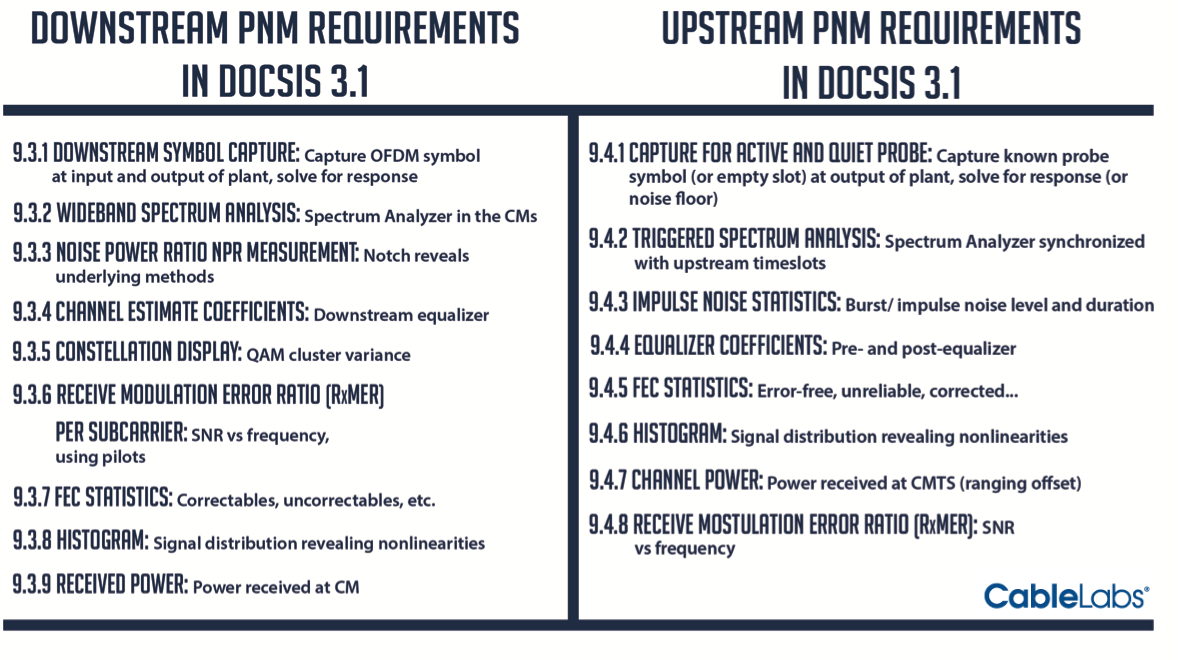 DOWNSTREAM PNM REQUIREMENTS
IN DOCSIS 3.1
9.3.1 DOWNSTREAM SYMBOL CAPTURE: Capture OFDM symbol
at input and output of plant, solve for response
9.3.2 WIDEBAND SPECTRUM ANALYSIS: Spectrum Analyzer in the CMs
9.3.3 NOISE POWER RATIO NPR MEASUREMENT: Notch reveals
underlying methods
9.3.4 CHANNEL ESTIMATE COEFFICIENTS: Downstream equalizer
9.3.5 CONSTELLATION DISPLAY: QAM cluster variance
9.3.6 RECEIVE MODULATION ERROR RATIO (RxMER)
PER SUBCARRIER: SNR vs frequency,
using pilots
9.3.7 FEC STATISTICS: Correctables, uncorrectables, etc.
9.3.8 HISTOGRAM: Signal distribution revealing nonlinearities
9.3.9 RECEIVED POWER: Power received at CM
UPSTREAM PNM REQUIREMENTS
IN DOCSIS 3.1
9.4.1 CAPTURE FOR ACTIVE AND QUIET PROBE: Capture known probe
symbol (or empty slot) at output of plant, solve for response (or
noise floor)
9.4.2 TRIGGERED SPECTRUM ANALYSIS: Spectrum Analyzer synchronized
with upstream timeslots
9.4.3 IMPULSE NOISE STATISTICS: Burst/ impulse noise level and duration
9.4.4 EQUALIZER COEFFICIENTS: Pre- and post-equalizer
9.4.5 FEC STATISTICS: Error-free, unreliable, corrected...
9.4.6 HISTOGRAM: Signal distribution revealing nonlinearities
9.4.7 CHANNEL POWER: Power received at CMTS (ranging offset)
9.4.8 RECEIVE MOSTULATION ERROR RATIO (RxMER): SNR
vs frequency
CableLabs®